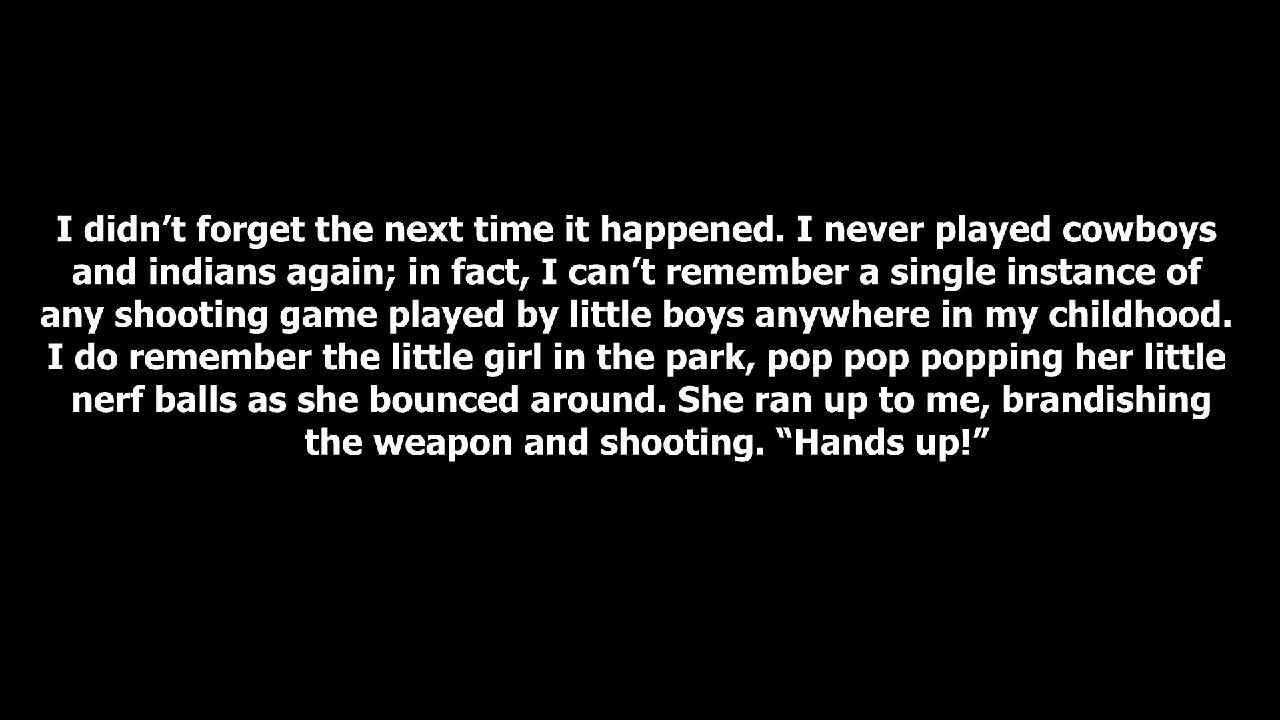 I didn’t forget the next time it happened. I never played cowboys
and indians again; in fact, I can’t remember a single instance of
any shooting game played by little boys anywhere in my childhood.
I do remember the little girl in the park, pop pop popping her little
nerf balls as she bounced around. She ran up to me, brandishing
the weapon and shooting. “Hands up!”